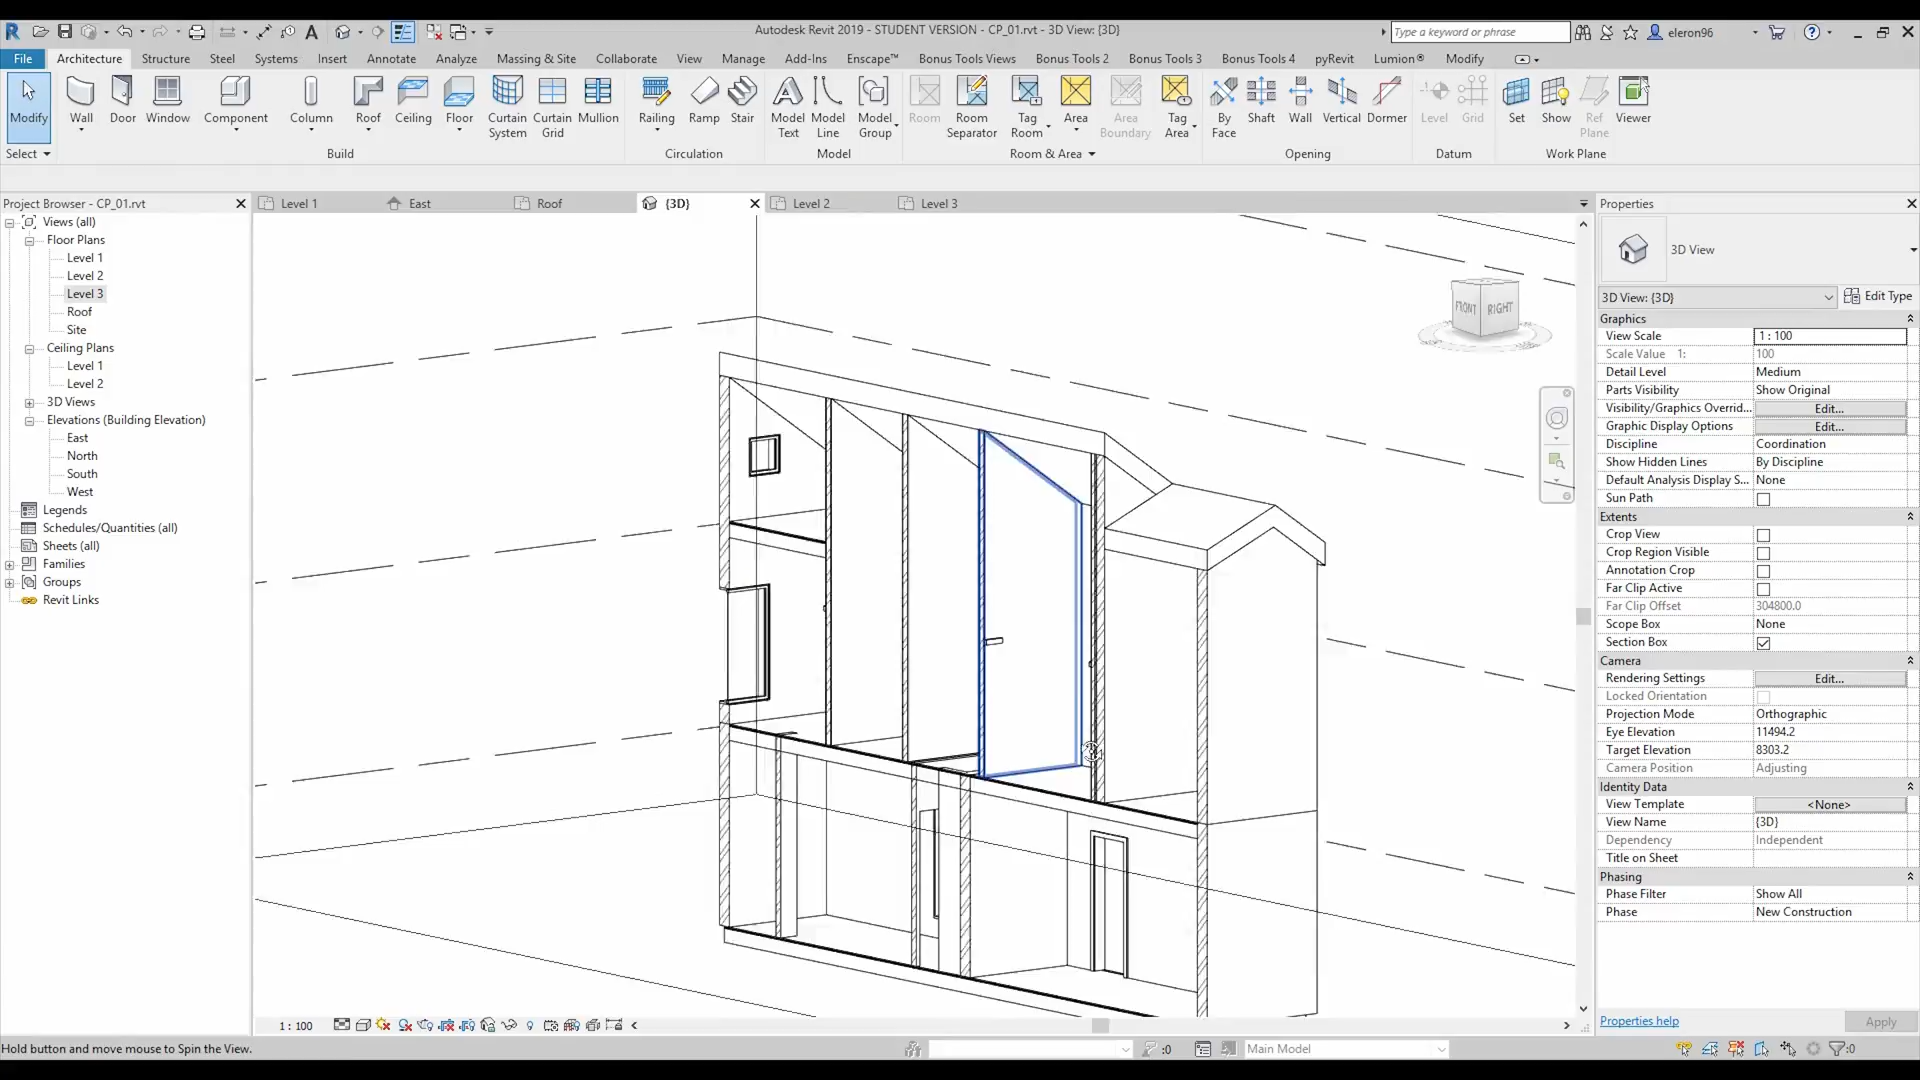 Autodesk Revit 2019 - STUDENT VERSION - CP_01.rvt - 3D View: {3D}
Type a keyword or phrase
eleron96
File
Architecture
Structure
Steel
Systems
Insert
Annotate
Analyze
Massing & Site
Collaborate
View
Manage
Add-Ins
Enscape™
Bonus Tools Views
Bonus Tools 2
Bonus Tools 3
Bonus Tools 4
pyRevit
Lumion®
Modify
Modify
Wall
Door
Window
Component
Column
Roof
Ceiling
Floor
Curtain
System
Curtain
Grid
Mullion
Railing
Ramp
Stair
Model
Text
Model
Line
Model
Group
Room
Room
Separator
Tag
Room
Area
Area
Boundary
Tag
Area
By
Face
Shaft
Wall
Vertical
Dormer
Level
Grid
Set
Show
Ref
Plane
Viewer
Select
Build
Circulation
Model
Room & Area
Opening
Datum
Work Plane
Project Browser - CP_01.rvt
Views (all)
Floor Plans
Level 1
Level 2
Level 3
Roof
Site
Ceiling Plans
Level 1
Level 2
3D Views
Elevations (Building Elevation)
East
North
South
West
Legends
Schedules/Quantities (all)
Sheets (all)
Families
Groups
Revit Links
Level 1
East
Roof
{3D}
Level 2
Level 3
FRONT
RIGHT
Properties
3D View
3D View: {3D}
Edit Type
Graphics
View Scale
1 : 100
Scale Value 1:
100
Detail Level
Medium
Parts Visibility
Show Original
Visibility/Graphics Overrid...
Edit...
Graphic Display Options
Edit...
Discipline
Coordination
Show Hidden Lines
By Discipline
Default Analysis Display S...
None
Sun Path
Extents
Crop View
Crop Region Visible
Annotation Crop
Far Clip Active
Far Clip Offset
304800.0
Scope Box
None
Section Box
Camera
Rendering Settings
Edit...
Locked Orientation
Projection Mode
Orthographic
Eye Elevation
11494.2
Target Elevation
8303.2
Camera Position
Adjusting
Identity Data
View Template
<None>
View Name
{3D}
Dependency
Independent
Title on Sheet
Phasing
Phase Filter
Show All
Phase
New Construction
Properties help
Apply
1 : 100
Hold button and move mouse to Spin the View.
:0
Main Model
:0